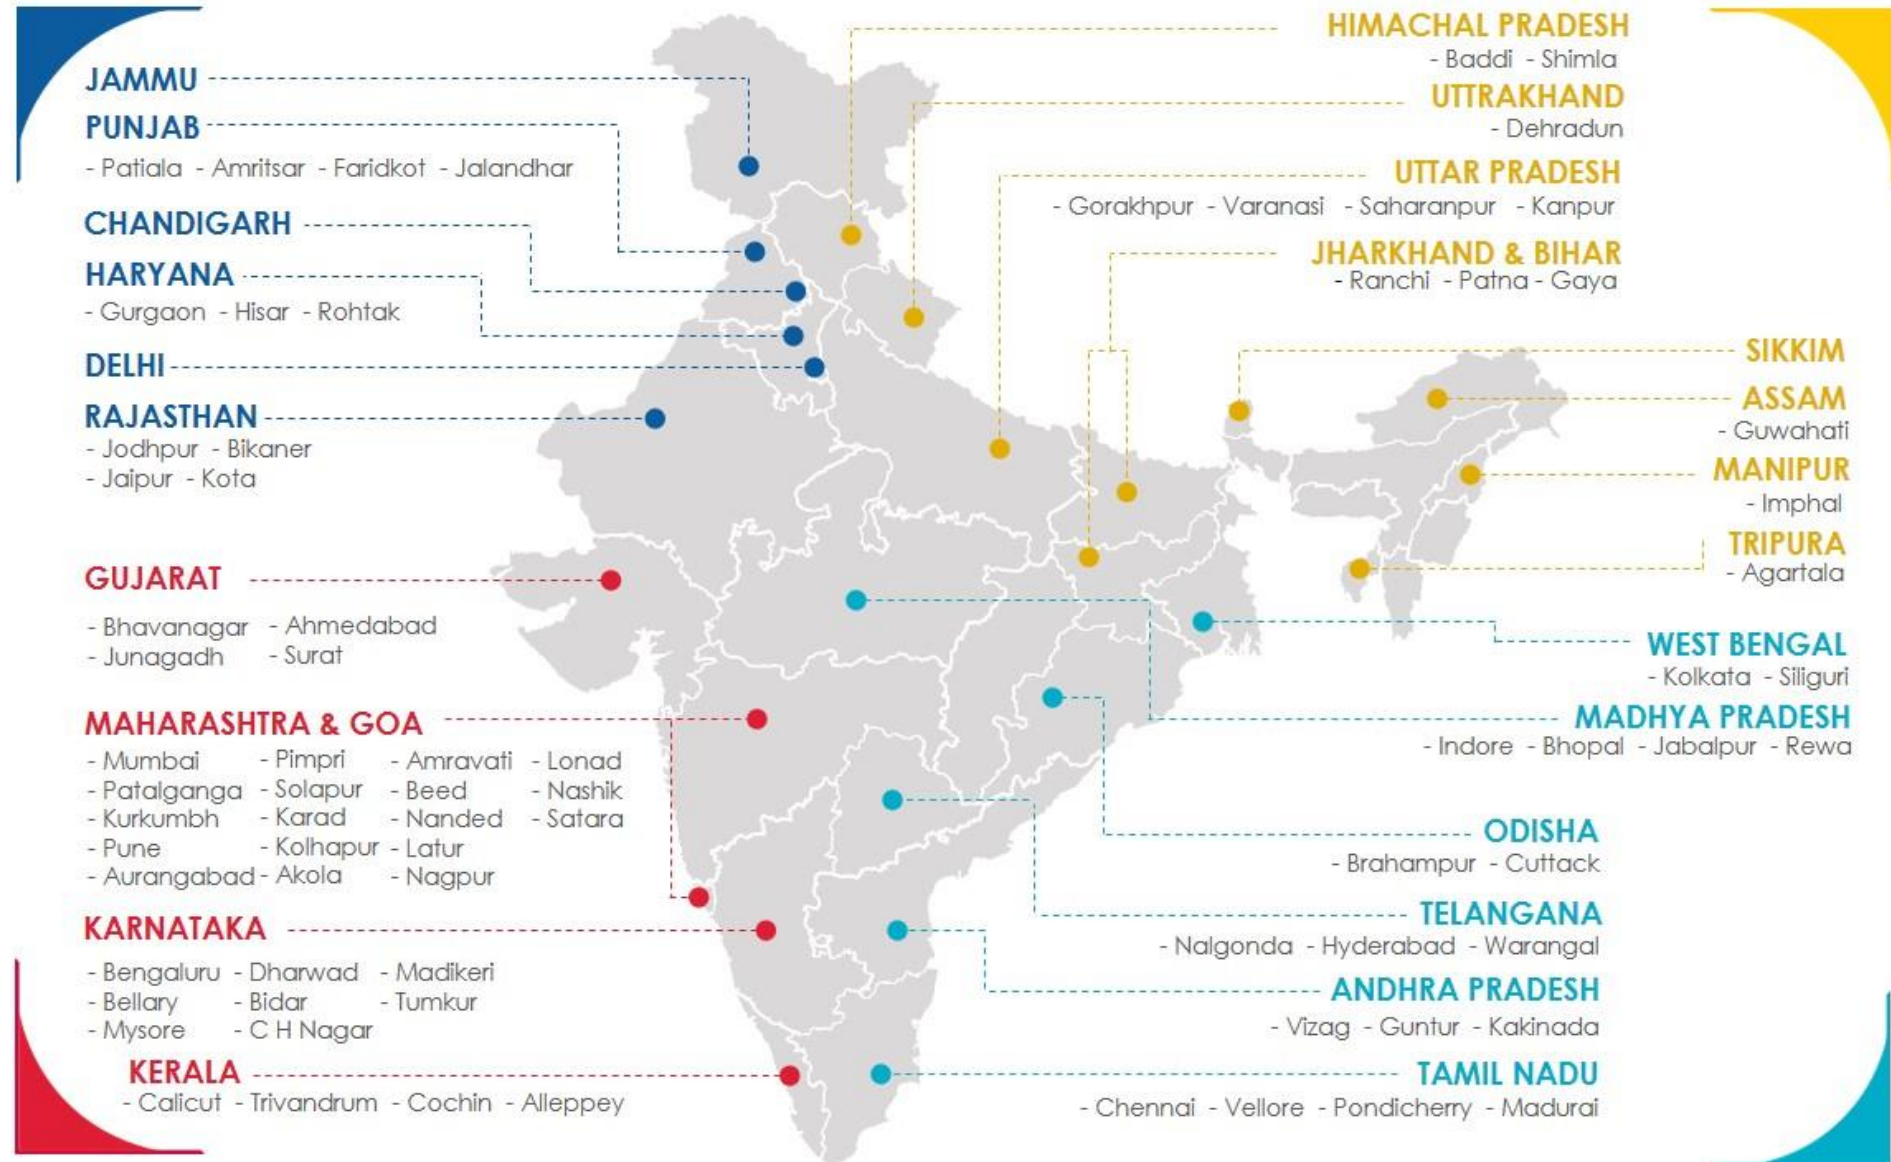 JAMMU
PUNJAB
- Patiala - Amritsar - Faridkot - Jalandhar
CHANDIGARH
HARYANA
- Gurgaon - Hisar - Rohtak
DELHI
RAJASTHAN
- Jodhpur - Bikaner
- Jaipur - Kota
GUJARAT
- Bhavanagar - Ahmedabad
- Junagadh - Surat
MAHARASHTRA & GOA
- Mumbai - Pimpri - Amravati - Lonad
- Patalganga - Solapur - Beed - Nashik
- Kurkumbh - Karad - Nanded - Satara
- Pune - Kolhapur - Latur
- Aurangabad - Akola - Nagpur
KARNATAKA
- Bengaluru - Dharwad - Madikeri
- Bellary - Bidar - Tumkur
- Mysore - C H Nagar
KERALA
- Calicut - Trivandrum - Cochin - Alleppey
HIMACHAL PRADESH
- Baddi - Shimla
UTTRAKHAND
- Dehradun
UTTAR PRADESH
- Gorakhpur - Varanasi - Saharanpur - Kanpur
JHARKHAND & BIHAR
- Ranchi - Patna - Gaya
SIKKIM
ASSAM
- Guwahati
MANIPUR
- Imphal
TRIPURA
- Agartala
WEST BENGAL
- Kolkata - Siliguri
MADHYA PRADESH
- Indore - Bhopal - Jabalpur - Rewa
ODISHA
- Brahampur - Cuttack
TELANGANA
- Nalgonda - Hyderabad - Warangal
ANDHRA PRADESH
- Vizag - Guntur - Kakinada
TAMIL NADU
- Chennai - Vellore - Pondicherry - Madurai